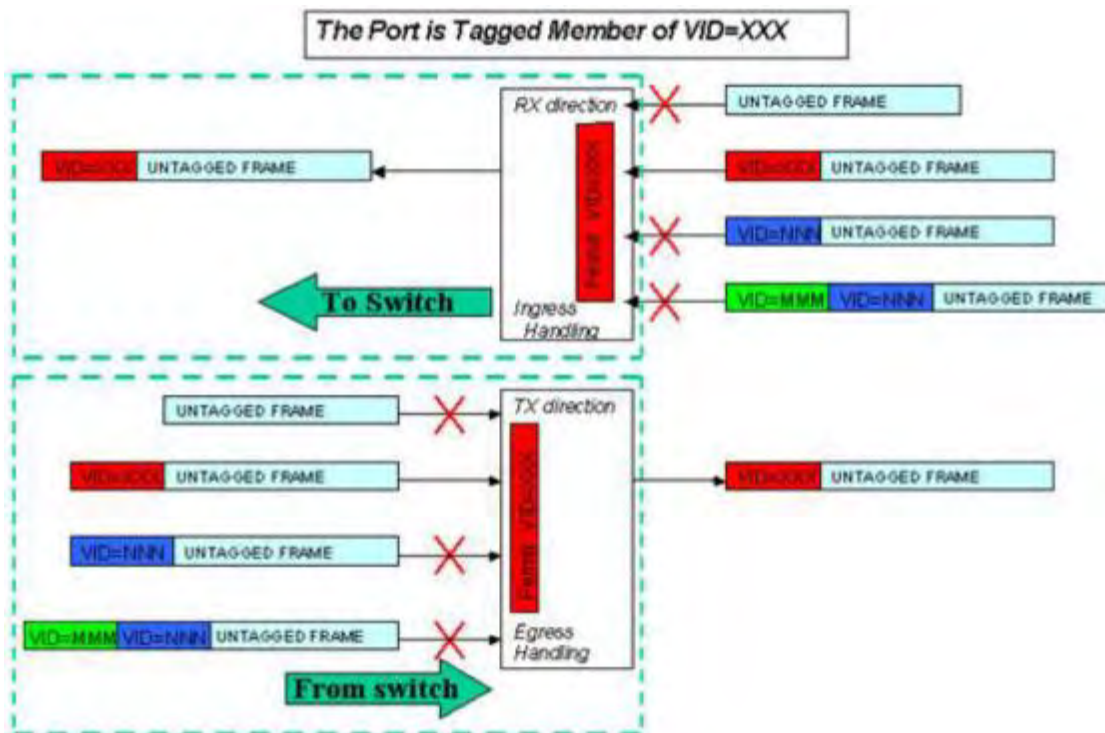 The Port is Tagged Member of VID=XXX
RX direction
UNTAGGED FRAME
VID=XXX UNTAGGED FRAME
VID=XXX UNTAGGED FRAME
Permit VID=XXX
VID=NNN UNTAGGED FRAME
To Switch
Ingress
Handling
VID=MMM VID=NNN UNTAGGED FRAME
UNTAGGED FRAME
TX direction
VID=XXX UNTAGGED FRAME
Permit VID=XXX
VID=XXX UNTAGGED FRAME
VID=NNN UNTAGGED FRAME
VID=MMM VID=NNN UNTAGGED FRAME
Egress
Handling
From switch